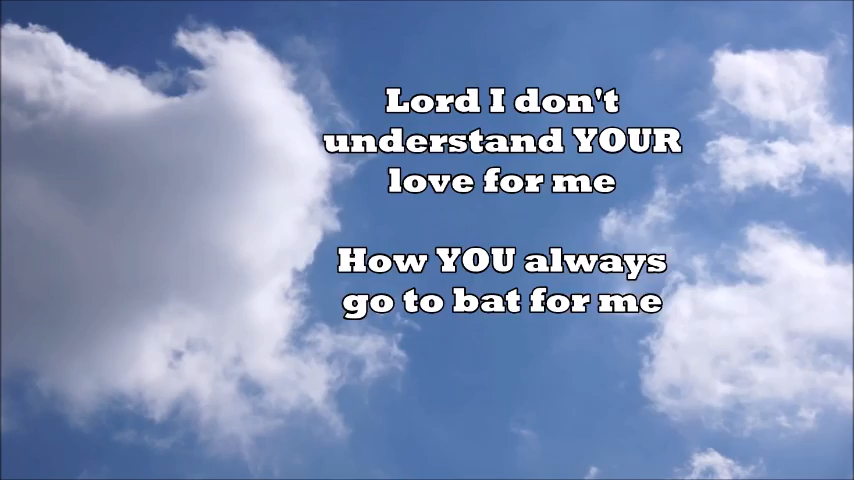 Lord I don't
understand YOUR
love for me
How YOU always
go to bat for me